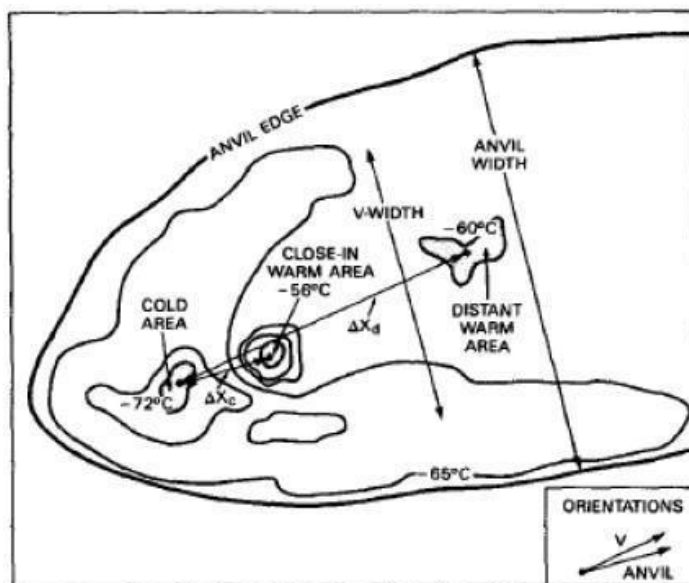 ANVIL EDGE
ANVIL
WIDTH
V-WIDTH
-60°C
CLOSE-IN
WARM AREA
-56°C
DISTANT
WARM
AREA
COLD
AREA
ΔXd
-72°C
ΔXc
-65°C
ORIENTATIONS
V
ANVIL